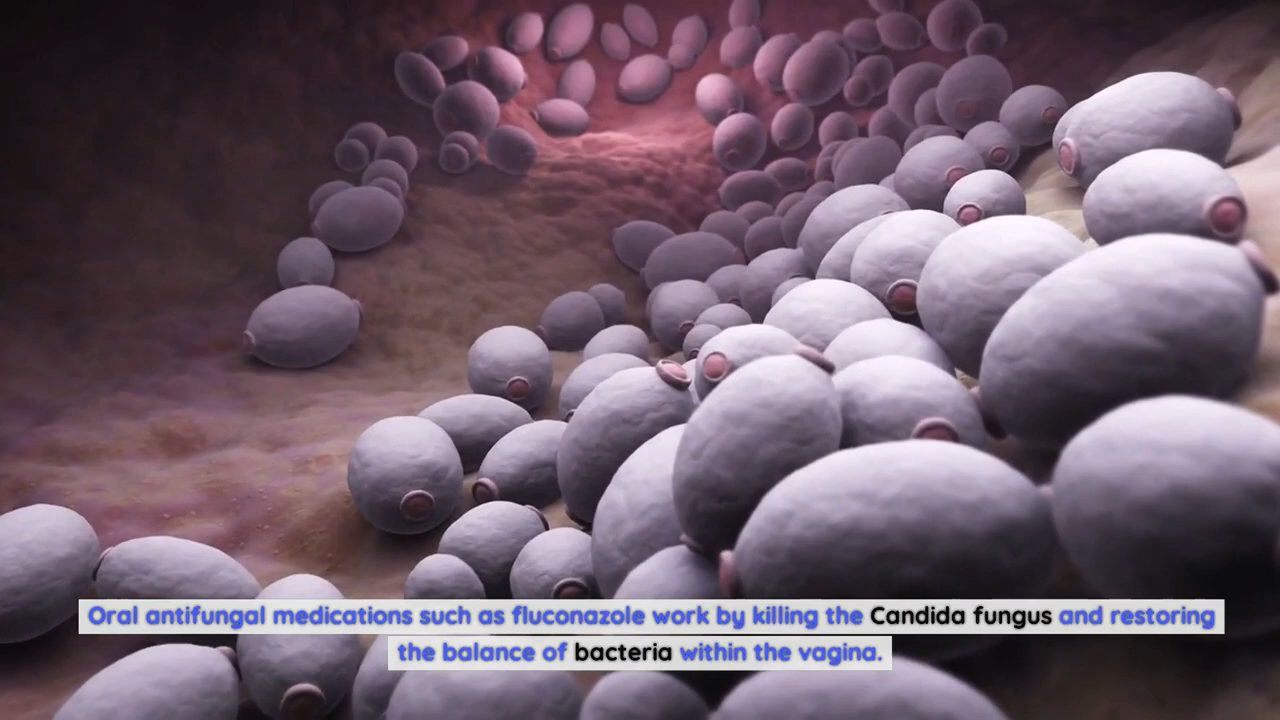 Oral antifungal medications such as fluconazole work by killing the Candida fungus and restoring
the balance of bacteria within the vagina.